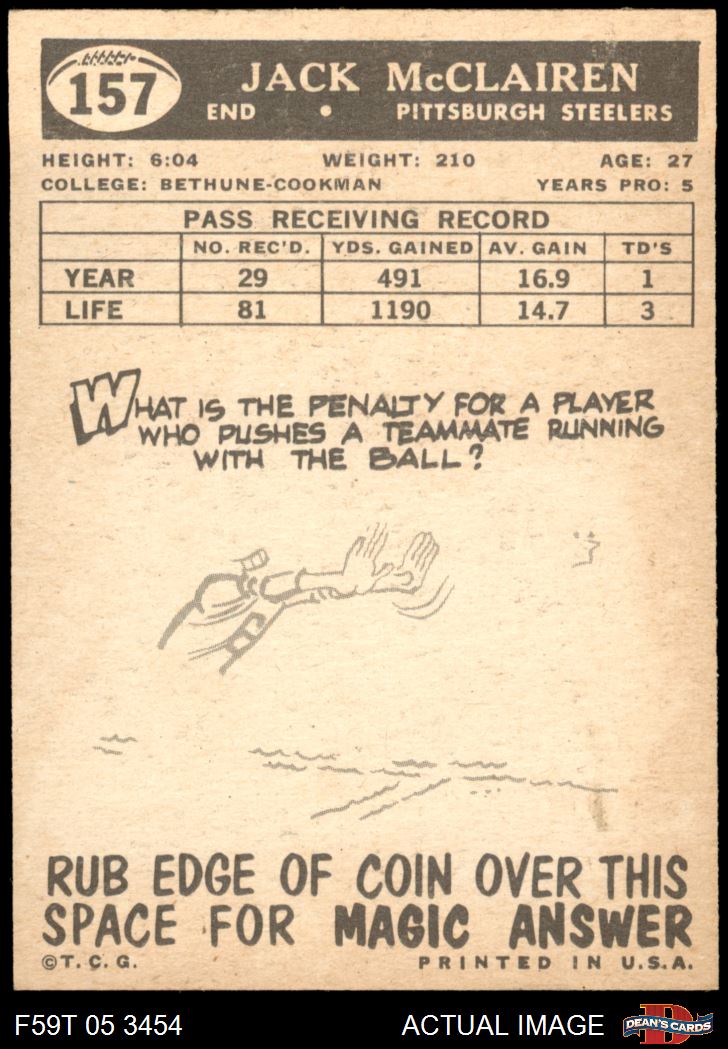 157
JACK McCLAIREN
END • PITTSBURGH STEELERS
HEIGHT: 6:04 WEIGHT: 210 AGE: 27
COLLEGE: BETHUNE-COOKMAN YEARS PRO: 5
PASS RECEIVING RECORD
NO. REC'D. YDS. GAINED AV. GAIN TD'S
YEAR 29 491 16.9 1
LIFE 81 1190 14.7 3
WHAT IS THE PENALTY FOR A PLAYER
WHO PUSHES A TEAMMATE RUNNING
WITH THE BALL?
RUB EDGE OF COIN OVER THIS
SPACE FOR MAGIC ANSWER
©T. C. G. PRINTED IN U.S.A.
F59T 05 3454 ACTUAL IMAGE D DEAN'S CARDS